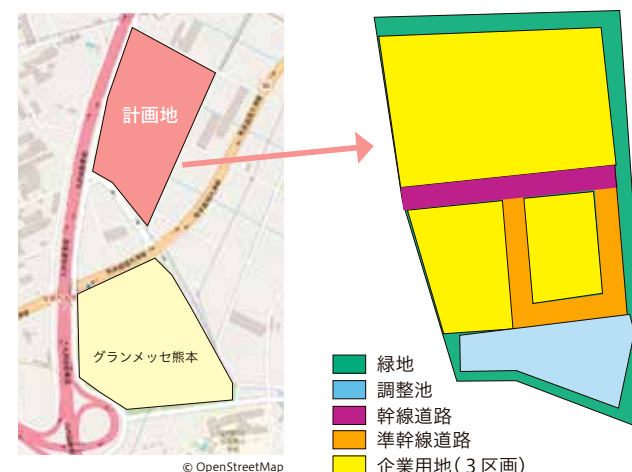 計画地
グランメッセ熊本
© OpenStreetMap
緑地
調整池
幹線道路
準幹線道路
企業用地(3区画)